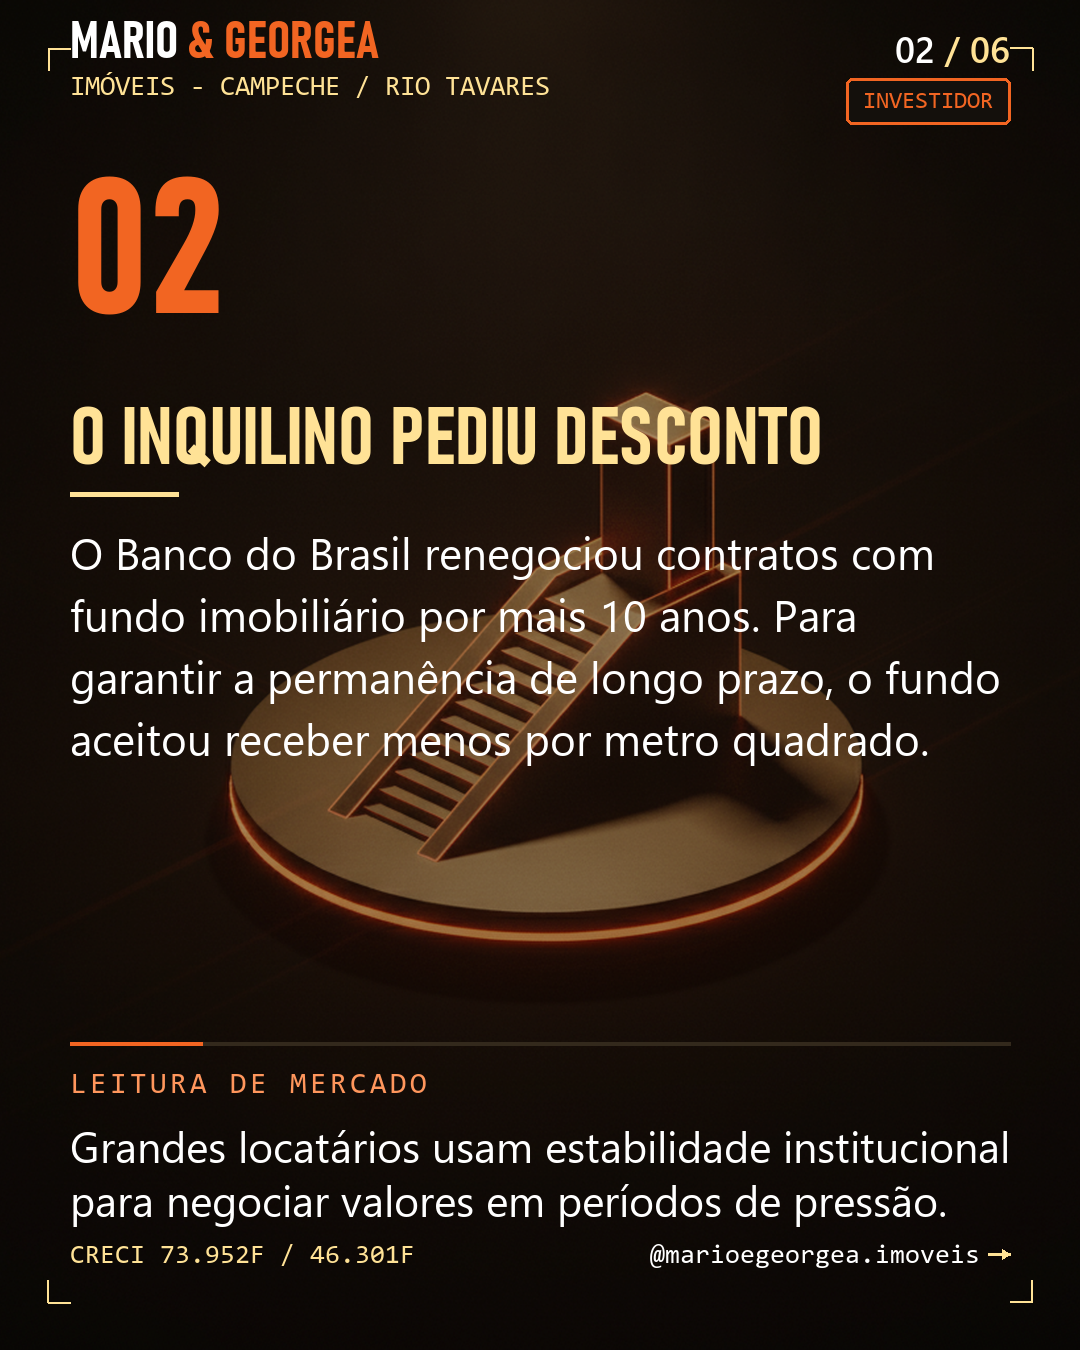 MARIO & GEORGEA
IMÓVEIS - CAMPECHE / RIO TAVARES
02 / 06
INVESTIDOR
02
O INQUILINO PEDIU DESCONTO
O Banco do Brasil renegociou contratos com
fundo imobiliário por mais 10 anos. Para
garantir a permanência de longo prazo, o fundo
aceitou receber menos por metro quadrado.
LEITURA DE MERCADO
Grandes locatários usam estabilidade institucional
para negociar valores em períodos de pressão.
CRECI 73.952F / 46.301F
@marioegeorgea.imoveis →